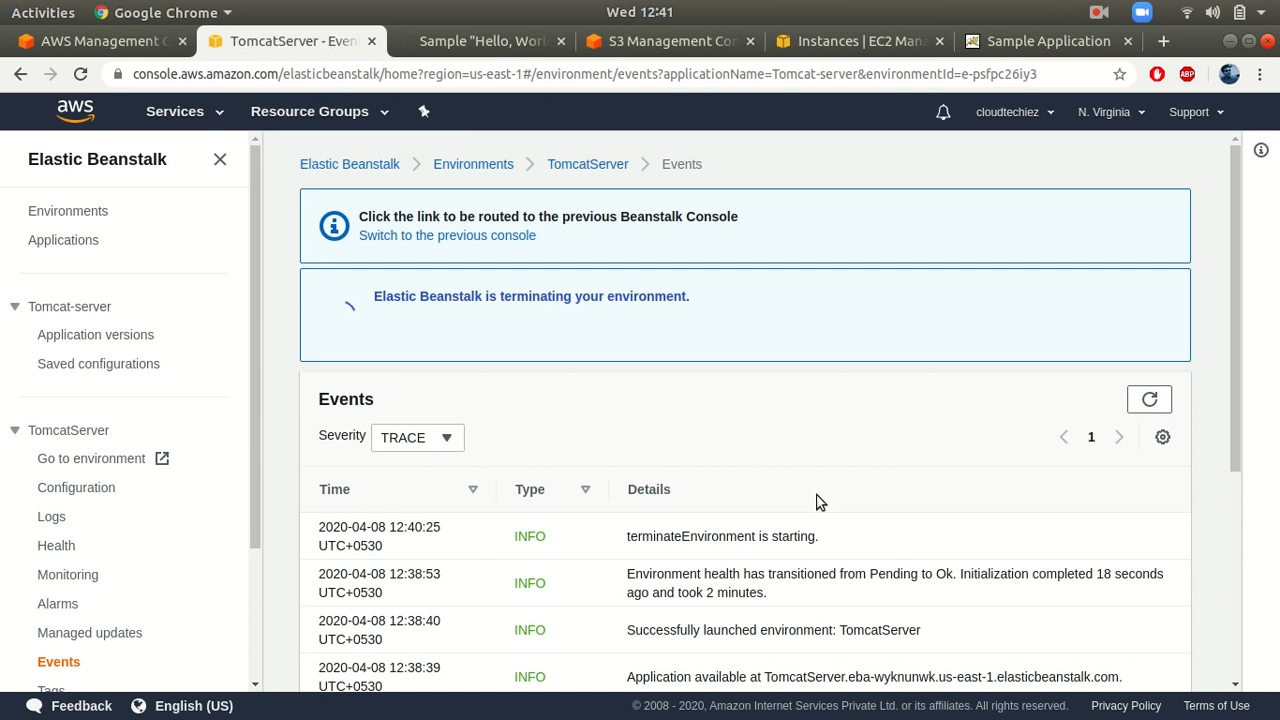 Activities Google Chrome Wed 12:41
AWS Management C TomcatServer - Even Sample "Hello, Worl S3 Management Con Instances | EC2 Mana Sample Application
console.aws.amazon.com/elasticbeanstalk/home?region=us-east-1#/environment/events?applicationName=Tomcat-server&environmentId=e-psfpc26iy3 ABP
aws Services Resource Groups cloudtechiez N. Virginia Support
Elastic Beanstalk
Environments
Applications
Tomcat-server
Application versions
Saved configurations
TomcatServer
Go to environment
Configuration
Logs
Health
Monitoring
Alarms
Managed updates
Events
Tags
Elastic Beanstalk Environments TomcatServer Events
Click the link to be routed to the previous Beanstalk Console
Switch to the previous console
Elastic Beanstalk is terminating your environment.
Events
Severity TRACE 1
Time Type Details
2020-04-08 12:40:25 UTC+0530 INFO terminateEnvironment is starting.
2020-04-08 12:38:53 UTC+0530 INFO Environment health has transitioned from Pending to Ok. Initialization completed 18 seconds
ago and took 2 minutes.
2020-04-08 12:38:40 UTC+0530 INFO Successfully launched environment: TomcatServer
2020-04-08 12:38:39 UTC+0530 INFO Application available at TomcatServer.eba-wyknunwk.us-east-1.elasticbeanstalk.com.
Feedback English (US) © 2008 - 2020, Amazon Internet Services Private Ltd. or its affiliates. All rights reserved. Privacy Policy Terms of Use